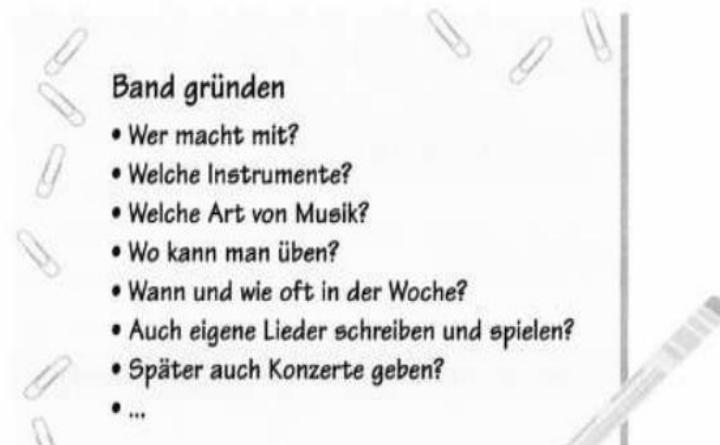 Band gründen
• Wer macht mit?
• Welche Instrumente?
• Welche Art von Musik?
• Wo kann man üben?
• Wann und wie oft in der Woche?
• Auch eigene Lieder schreiben und spielen?
• Später auch Konzerte geben?
• ...